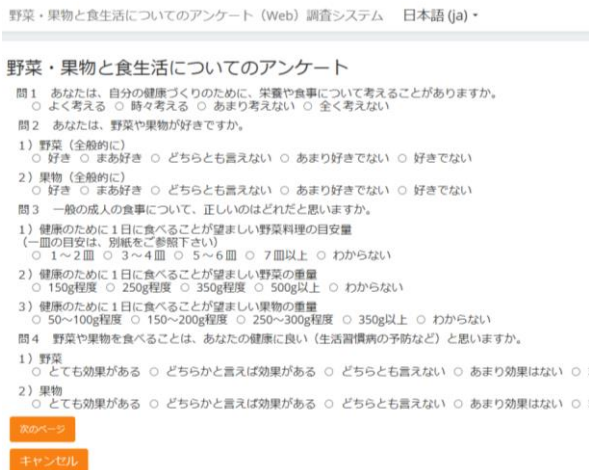 野菜・果物と食生活についてのアンケート（Web）調査システム 日本語 (ja)
野菜・果物と食生活についてのアンケート
問1 あなたは、自分の健康づくりのために、栄養や食事について考えることがありますか。
○ よく考える ○ 時々考える ○ あまり考えない ○ 全く考えない
問2 あなたは、野菜や果物が好きですか。
1）野菜（全般的に）
○ 好き ○ まあ好き ○ どちらとも言えない ○ あまり好きでない ○ 好きでない
2）果物（全般的に）
○ 好き ○ まあ好き ○ どちらとも言えない ○ あまり好きでない ○ 好きでない
問3 一般の成人の食事について、正しいのはどれだと思いますか。
1）健康のために1日に食べることが望ましい野菜料理の目安量
（一皿の目安は、別紙をご参照下さい）
○ 1～2皿 ○ 3～4皿 ○ 5～6皿 ○ 7皿以上 ○ わからない
2）健康のために1日に食べることが望ましい野菜の重量
○ 150g程度 ○ 250g程度 ○ 350g程度 ○ 500g以上 ○ わからない
3）健康のために1日に食べることが望ましい果物の重量
○ 50～100g程度 ○ 150～200g程度 ○ 250～300g程度 ○ 350g以上 ○ わからない
問4 野菜や果物を食べることは、あなたの健康に良い（生活習慣病の予防など）と思いますか。
1）野菜
○ とても効果がある ○ どちらかと言えば効果がある ○ どちらとも言えない ○ あまり効果はない ○
2）果物
○ とても効果がある ○ どちらかと言えば効果がある ○ どちらとも言えない ○ あまり効果はない ○
次のページ
キャンセル